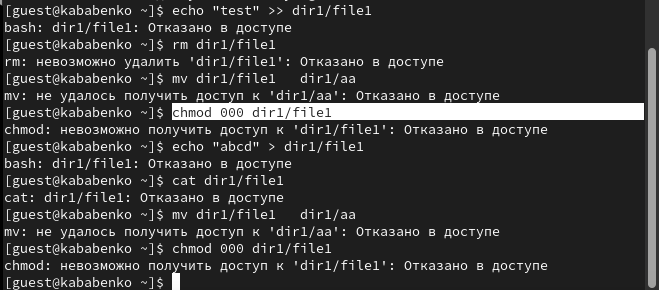 [guest@kababenko ~]$ echo "test" >> dir1/file1
bash: dir1/file1: Отказано в доступе
[guest@kababenko ~]$ rm dir1/file1
rm: невозможно удалить 'dir1/file1': Отказано в доступе
[guest@kababenko ~]$ mv dir1/file1   dir1/aa
mv: не удалось получить доступ к 'dir1/aa': Отказано в доступе
[guest@kababenko ~]$ chmod 000 dir1/file1
chmod: невозможно получить доступ к 'dir1/file1': Отказано в доступе
[guest@kababenko ~]$ echo "abcd" > dir1/file1
bash: dir1/file1: Отказано в доступе
[guest@kababenko ~]$ cat dir1/file1
cat: dir1/file1: Отказано в доступе
[guest@kababenko ~]$ mv dir1/file1   dir1/aa
mv: не удалось получить доступ к 'dir1/aa': Отказано в доступе
[guest@kababenko ~]$ chmod 000 dir1/file1
chmod: невозможно получить доступ к 'dir1/file1': Отказано в доступе
[guest@kababenko ~]$